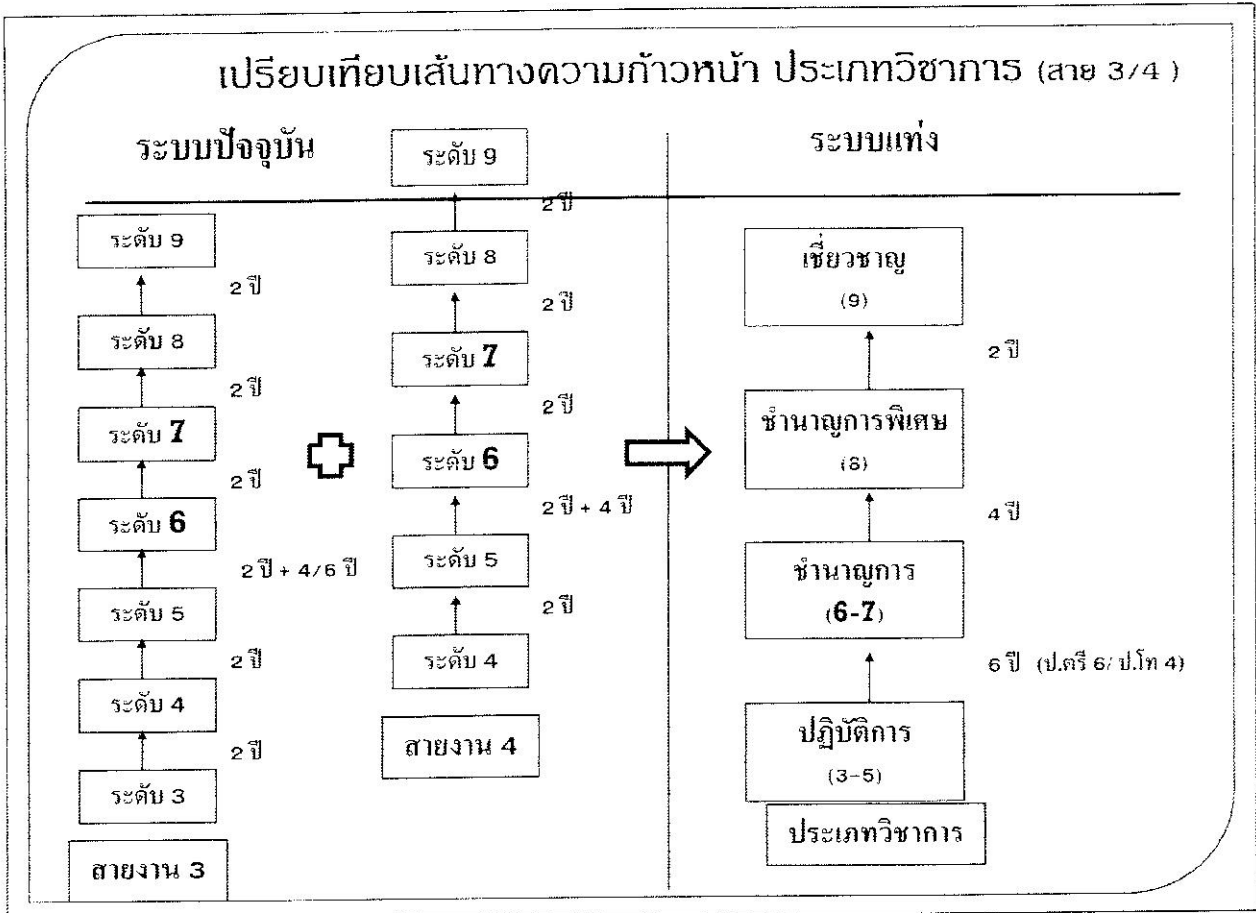 เปรียบเทียบเส้นทางความก้าวหน้า ประเภทวิชาการ (สาย 3/4 )
ระบบปัจจุบัน
ระดับ 9
2 ปี
ระดับ 8
2 ปี
ระดับ 7
2 ปี
ระดับ 6
2 ปี + 4/6 ปี
ระดับ 5
2 ปี
ระดับ 4
2 ปี
ระดับ 3
สายงาน 3
ระดับ 9
2 ปี
ระดับ 8
2 ปี
ระดับ 7
2 ปี
ระดับ 6
2 ปี + 4 ปี
ระดับ 5
2 ปี
ระดับ 4
สายงาน 4
ระบบแท่ง
เชี่ยวชาญ
(9)
2 ปี
ชำนาญการพิเศษ
(8)
4 ปี
ชำนาญการ
(6-7)
6 ปี (ป.ตรี 6/ ป.โท 4)
ปฏิบัติการ
(3-5)
ประเภทวิชาการ